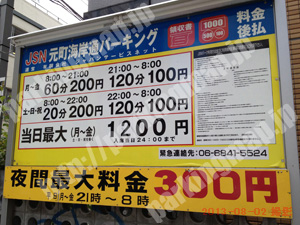 JSN 元町海岸通パーキング
領収書
1000
料金
後払
8:00〜21:00 21:00〜8:00
月〜金 60分200円 120分100円
8:00〜22:00 22:00〜8:00
土・日・祝 20分200円 120分100円
当日最大 (月〜金) 1200円
入庫当日24:00まで
緊急連絡先:06-6941-5524
夜間最大料金 300円
平日(月〜金)21時〜8時
2013-08-02